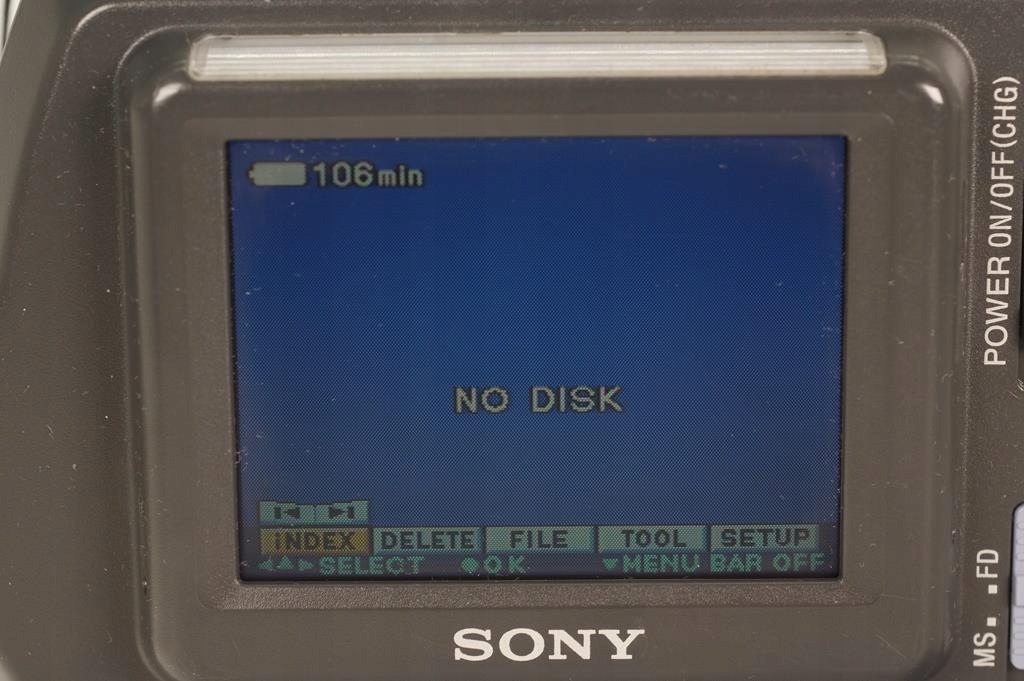 106min
NO DISK
INDEX DELETE FILE TOOL SETUP
SELECT OK MENU BAR OFF
SONY
POWER ON/OFF(CHG)
MS FD